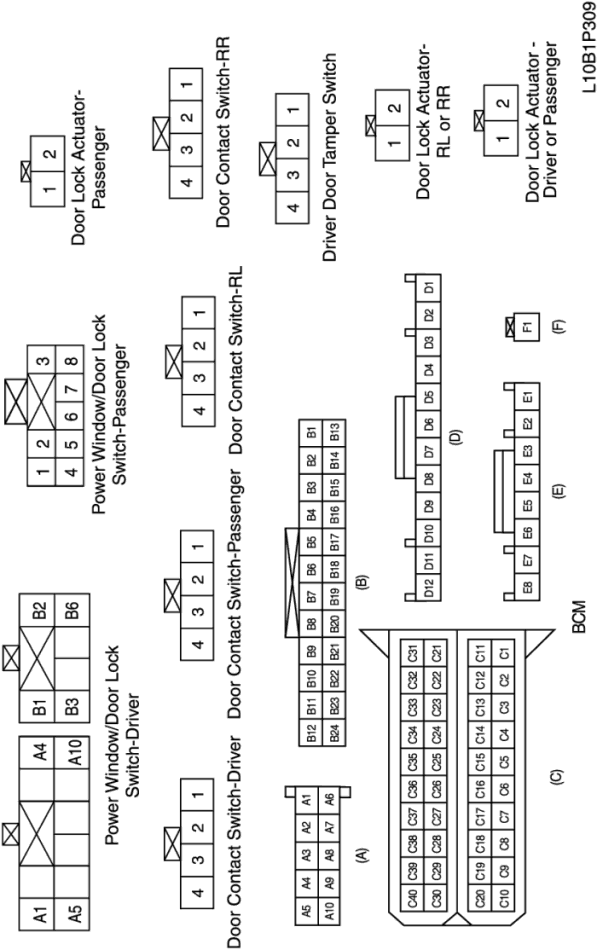 A1 A4
A5 A10
B1 B2
B3 B6
Power Window/Door Lock
Switch-Driver
1 2 3
4 5 6 7 8
Power Window/Door Lock
Switch-Passenger
1 2
Door Lock Actuator-
Passenger
4 3 2 1
Door Contact Switch-Driver
4 3 2 1
Door Contact Switch-Passenger
4 3 2 1
Door Contact Switch-RL
4 3 2 1
Door Contact Switch-RR
4 3 2 1
Driver Door Tamper Switch
A5 A4 A3 A2 A1
A10 A9 A8 A7 A6
(A)
B12 B11 B10 B9 B8 B7 B6 B5 B4 B3 B2 B1
B24 B23 B22 B21 B20 B19 B18 B17 B16 B15 B14 B13
(B)
1 2
Door Lock Actuator-
RL or RR
C40 C39 C38 C37 C36 C35 C34 C33 C32 C31
C30 C29 C28 C27 C26 C25 C24 C23 C22 C21
C20 C19 C18 C17 C16 C15 C14 C13 C12 C11
C10 C9 C8 C7 C6 C5 C4 C3 C2 C1
(C)
D12 D11 D10 D9 D8 D7 D6 D5 D4 D3 D2 D1
(D)
E8 E7 E6 E5 E4 E3 E2 E1
(E)
F1
(F)
1 2
Door Lock Actuator -
Driver or Passenger
BCM
L10B1P309